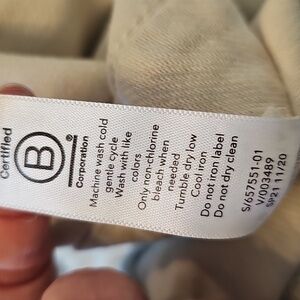 Certified
B
®
Corporation
Machine wash cold
gentle cycle
Wash with like
colors
Only non-chlorine
bleach when
needed
Tumble dry low
Cool iron
Do not iron label
Do not dry clean
S/657551-01
V/003489
SP21 11/20